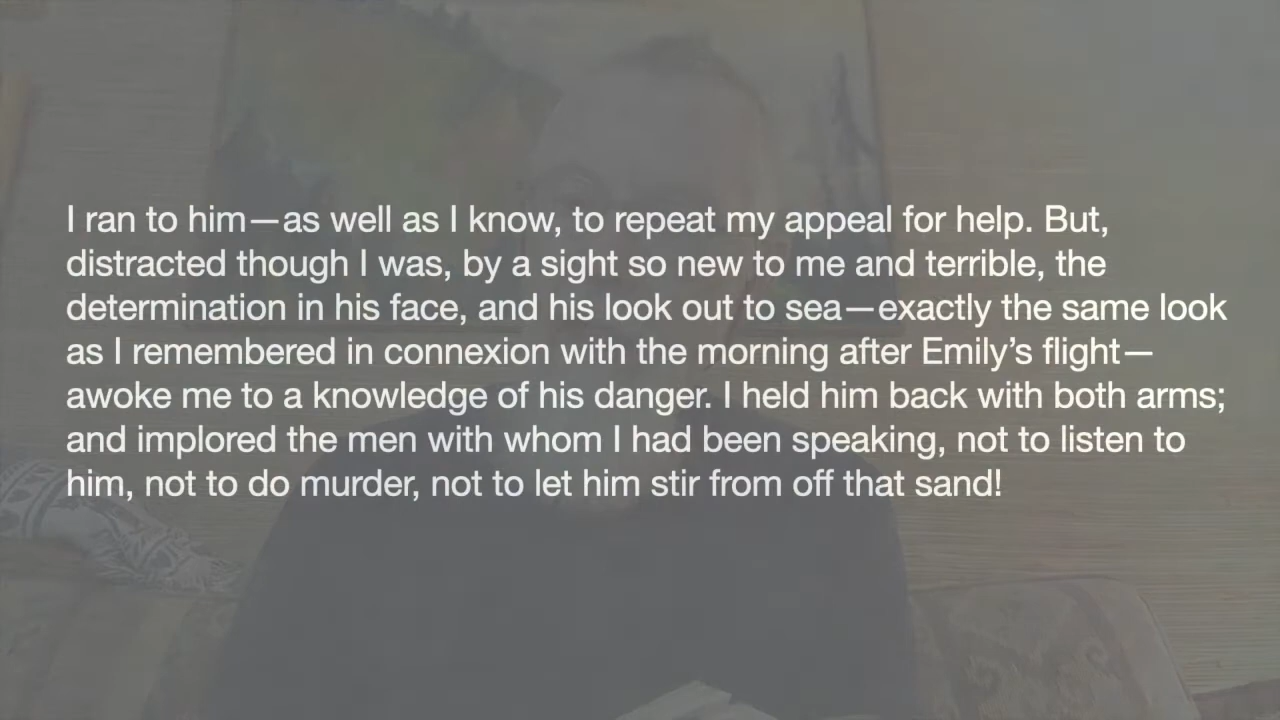 I ran to him—as well as I know, to repeat my appeal for help. But,
distracted though I was, by a sight so new to me and terrible, the
determination in his face, and his look out to sea—exactly the same look
as I remembered in connexion with the morning after Emily’s flight—
awoke me to a knowledge of his danger. I held him back with both arms;
and implored the men with whom I had been speaking, not to listen to
him, not to do murder, not to let him stir from off that sand!